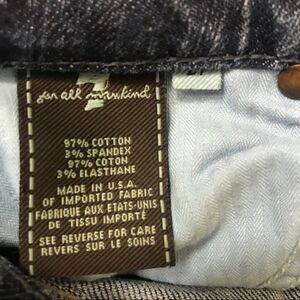 7
for all mankind
97% COTTON
3% SPANDEX
97% COTON
3% ELASTHANE
MADE IN U.S.A.
OF IMPORTED FABRIC
FABRIQUE AUX ETATS-UNIS
DE TISSU IMPORTÉ
SEE REVERSE FOR CARE
REVERS SUR LE SOINS